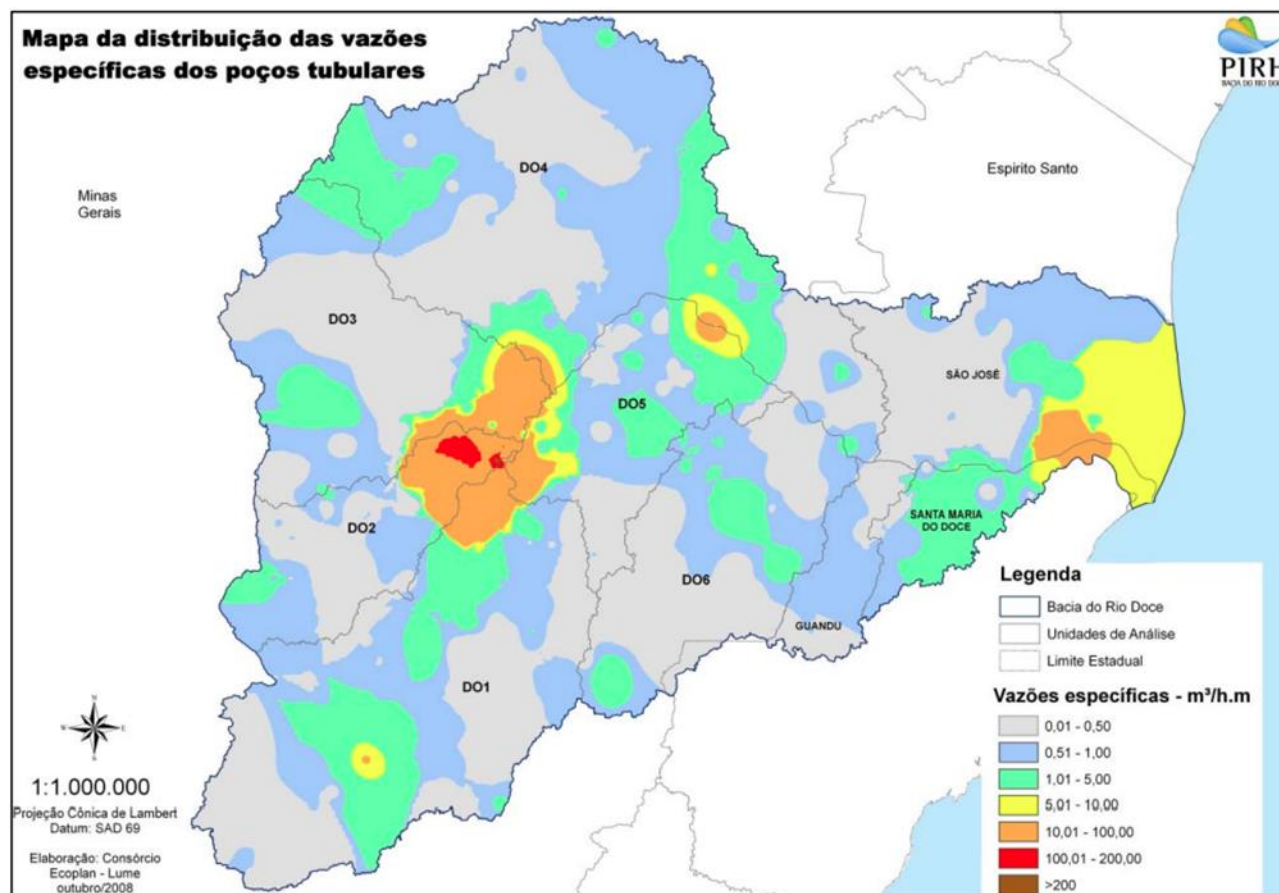 Mapa da distribuição das vazões
específicas dos poços tubulares
PIRH
Minas
Gerais
Espirito Santo
DO4
DO3
SÃO JOSÉ
DO5
DO2
SANTA MARIA
DO DOCE
DO6
GUANDU
DO1
1:1.000.000
Projeção Cônica de Lambert
Datum: SAD 69
Elaboração: Consórcio
Ecoplan - Lume
outubro/2008
Legenda
Bacia do Rio Doce
Unidades de Análise
Limite Estadual
Vazões específicas - m³/h.m
0,01 - 0,50
0,51 - 1,00
1,01 - 5,00
5,01 - 10,00
10,01 - 100,00
100,01 - 200,00
>200